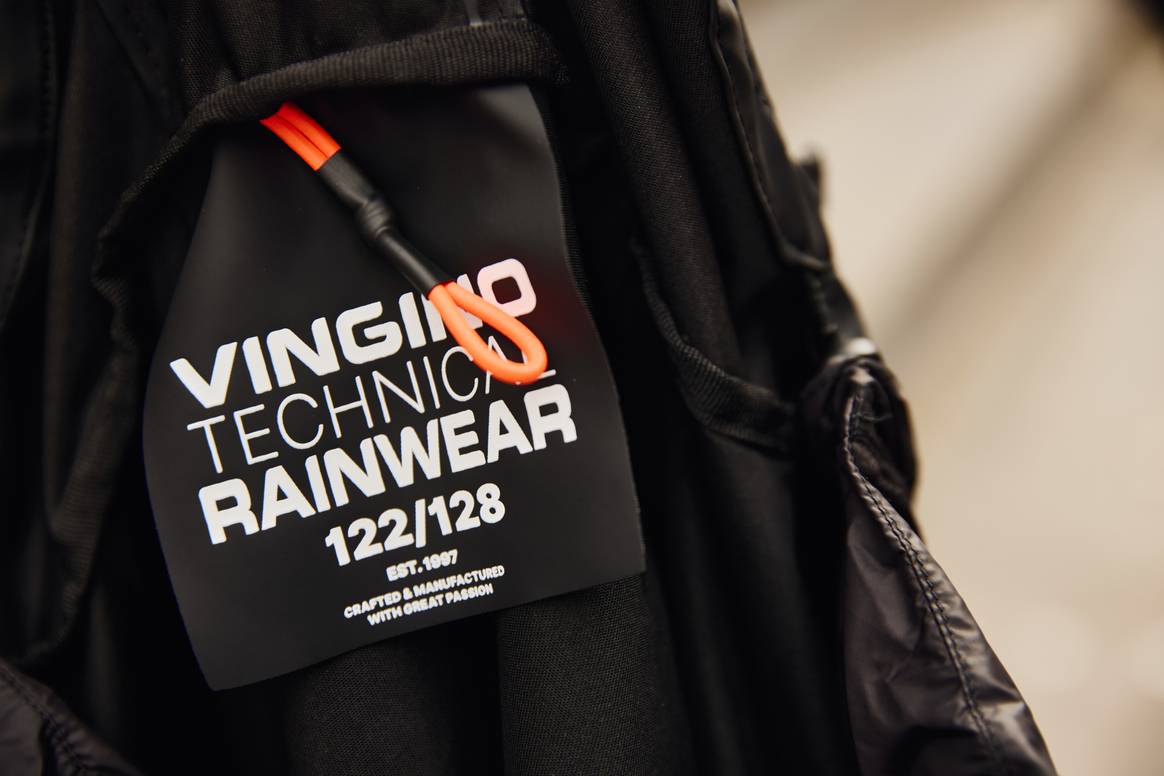 VINGINO
TECHNICAL
RAINWEAR
122/128
EST. 1997
CRAFTED & MANUFACTURED
WITH GREAT PASSION